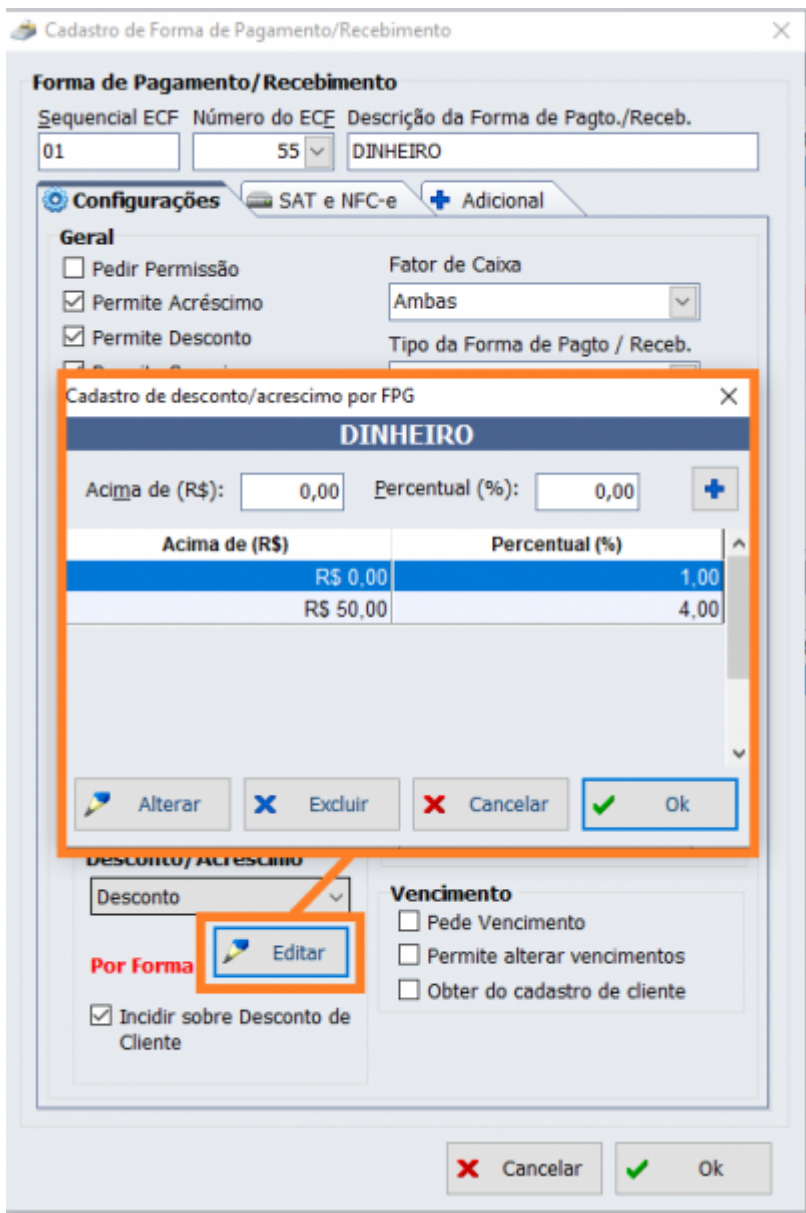 Cadastro de Forma de Pagamento/Recebimento
Forma de Pagamento/Recebimento
Sequencial ECF Número do ECF Descrição da Forma de Pagto./Receb.
01 55 DINHEIRO
Configurações SAT e NFC-e Adicional
Geral
Pedir Permissão Fator de Caixa
Permite Acréscimo Ambas
Permite Desconto Tipo da Forma de Pagto / Receb.
Cadastro de desconto/acrescimo por FPG
DINHEIRO
Acima de (R$): 0,00 Percentual (%): 0,00
Acima de (R$) Percentual (%)
R$ 0,00 1,00
R$ 50,00 4,00
Alterar Excluir Cancelar Ok
Desconto/Acréscimo
Desconto Vencimento
Pede Vencimento
Editar Permite alterar vencimentos
Por Forma
Obter do cadastro de cliente
Incidir sobre Desconto de
Cliente
Cancelar Ok